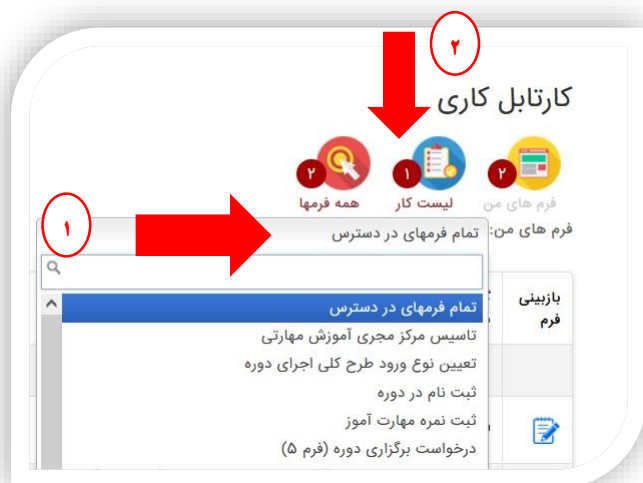 ۲
کارتابل کاری
۲ ۱ ۲
فرم های من لیست کار همه فرمها
فرم های من: تمام فرمهای در دسترس
۱
تمام فرمهای در دسترس
بازبینی
فرم
تاسیس مرکز مجری آموزش مهارتی
تعیین نوع ورود طرح کلی اجرای دوره
ثبت نام در دوره
ثبت نمره مهارت آموز
درخواست برگزاری دوره (فرم ۵)